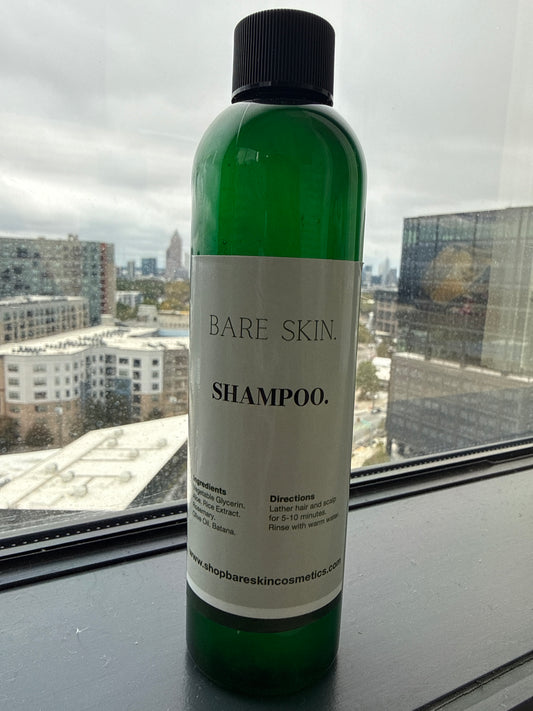 BARE SKIN.
SHAMPOO.
Ingredients
Vegetable Glycerin.
Rice Extract.
Rosemary.
Olive Oil, Batana.
Directions
Lather hair and scalp
for 5-10 minutes.
Rinse with warm water.
www.shopbareskincosmetics.com